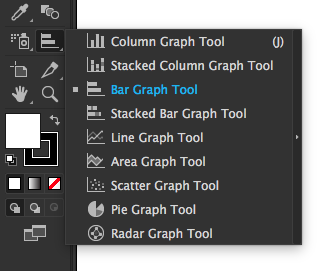 Column Graph Tool (J)
Stacked Column Graph Tool
Bar Graph Tool
Stacked Bar Graph Tool
Line Graph Tool
Area Graph Tool
Scatter Graph Tool
Pie Graph Tool
Radar Graph Tool